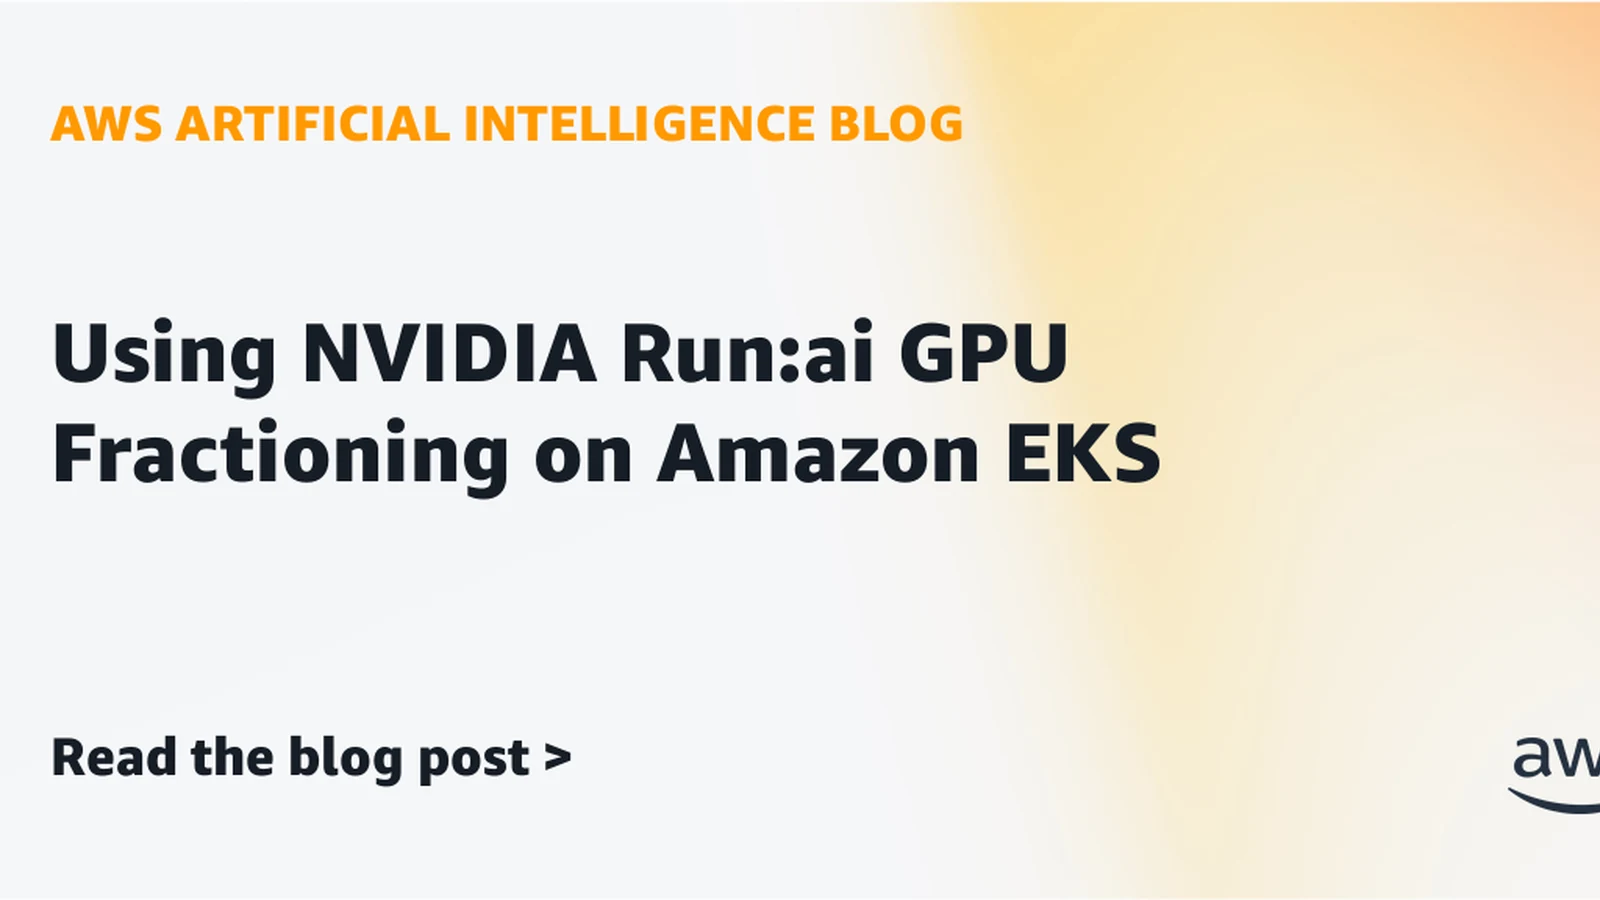 AWS ARTIFICIAL INTELLIGENCE BLOG
Using NVIDIA Run:ai GPU
Fractioning on Amazon EKS
Read the blog post >
aw